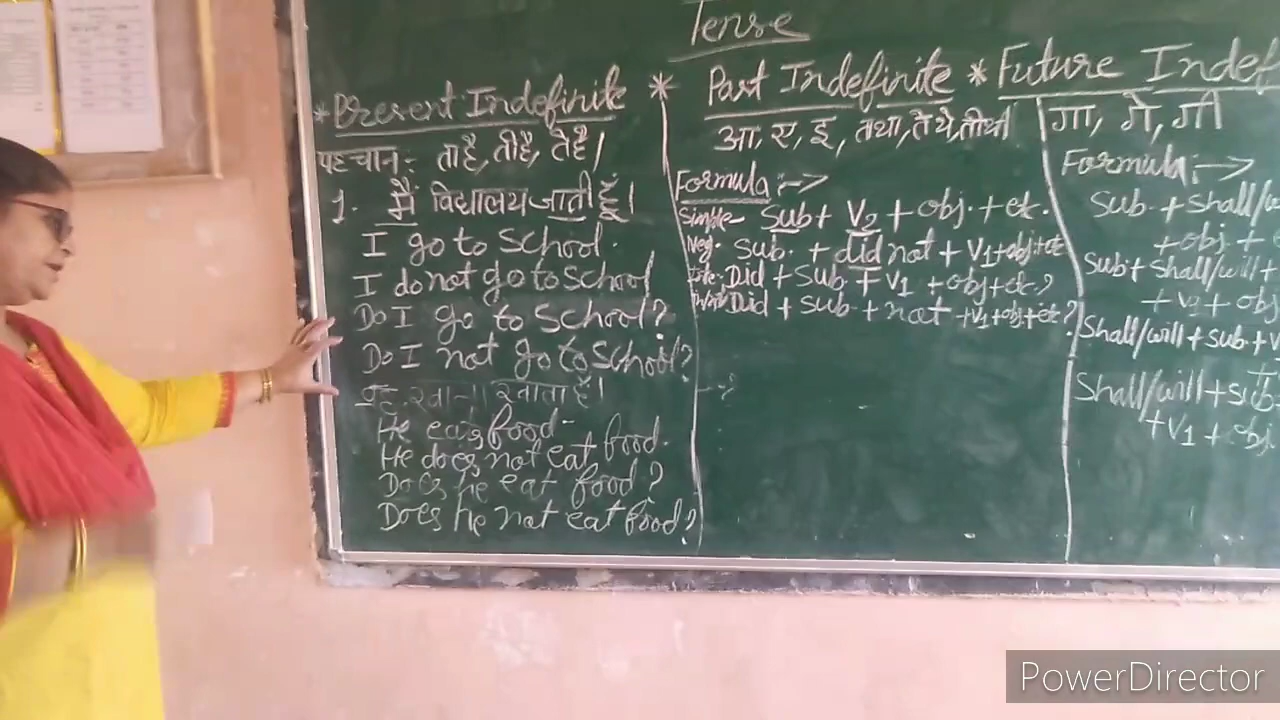 Tense
*Present Indefinite *
पहचान:- ता है, ती है, ते है।
1. मैं विद्यालय जाती हूँ।
I go to School.
I do not go to School
Do I go to School?
Do I not go to School?
वह खाना खाता है।
He eats food-
He does not eat food.
Does he eat food?
Does he not eat food?
Past Indefinite *
आ, ए, इ, ता था, ते थे, ती थी
Formula:->
Simple- Sub + V2 + obj. + etc.
Neg. Sub. + did not + V1+obj+etc
Did + Sub + V1 + obj+etc.?
Did + sub + not +V1+obj+etc?
Future Indef
गा, गे, गी
Formula:->
Sub. + Shall/w
+ obj +
Sub+ Shall/will +
+ V1 + obj
Shall/will + sub. + V
Shall/will + sub
+ V1 + obj.
PowerDirector